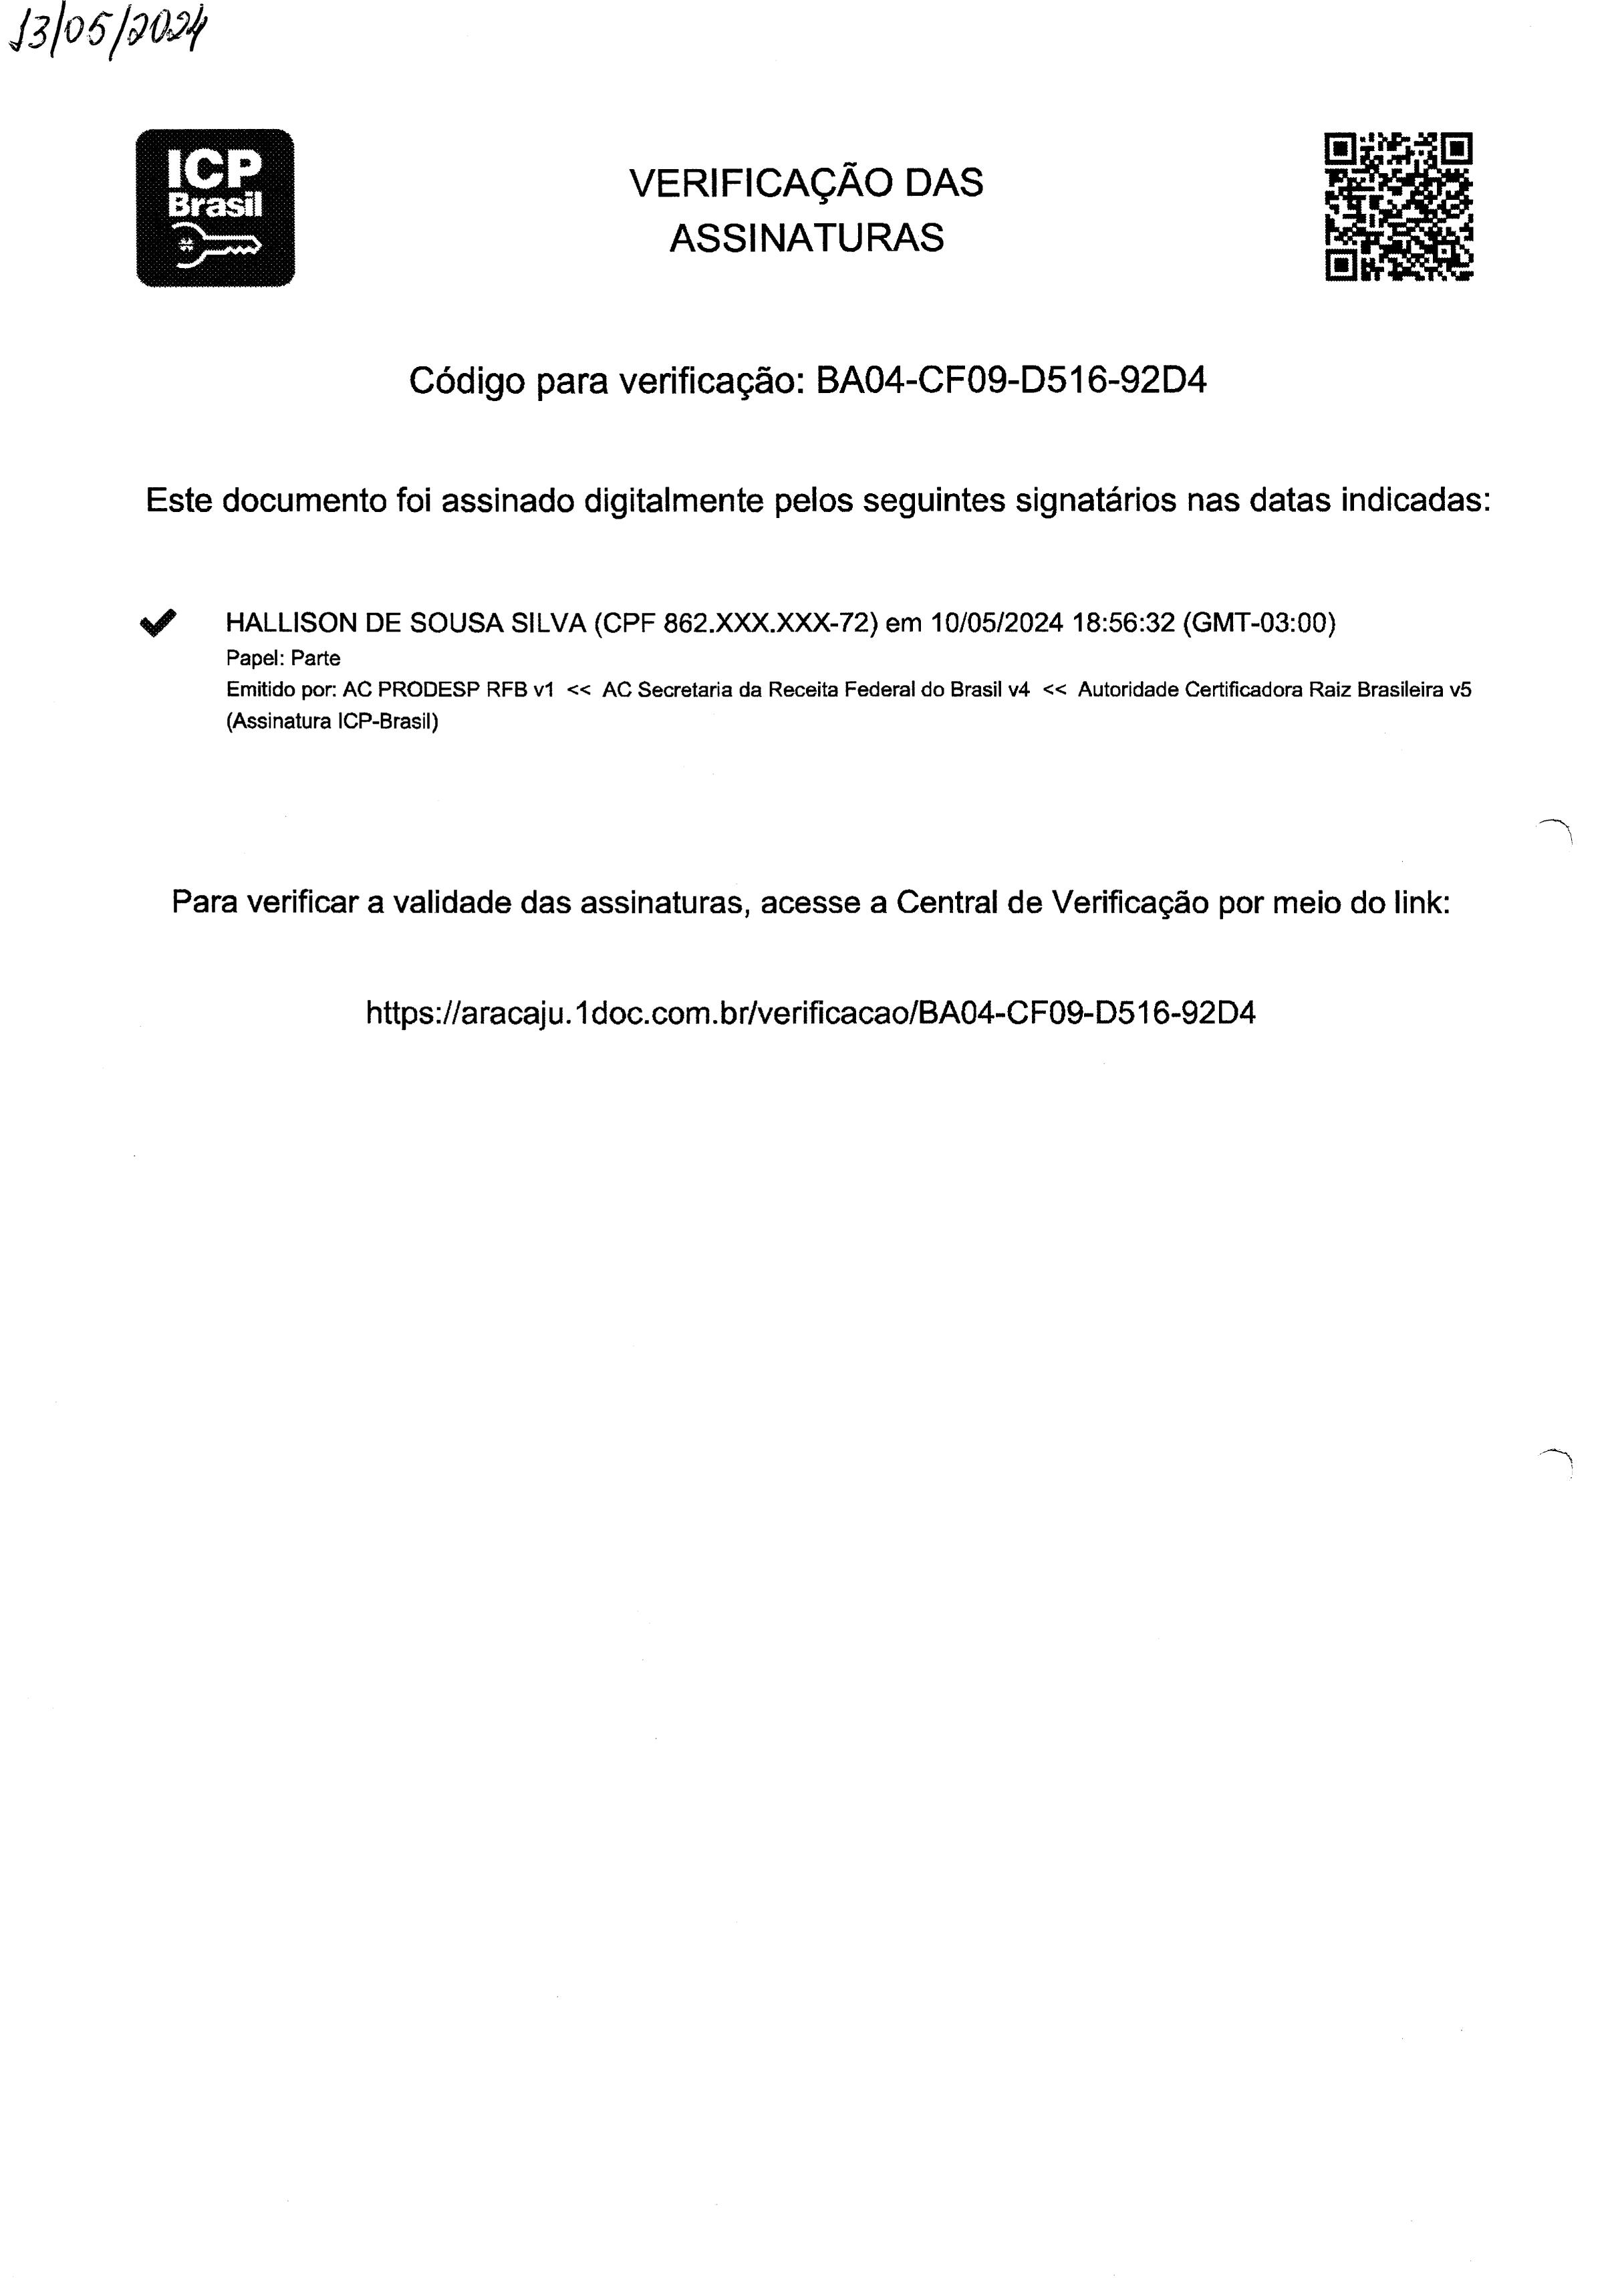 13/05/2024
ICP
Brasil
VERIFICAÇÃO DAS
ASSINATURAS
Código para verificação: BA04-CF09-D516-92D4
Este documento foi assinado digitalmente pelos seguintes signatários nas datas indicadas:
HALLISON DE SOUSA SILVA (CPF 862.XXX.XXX-72) em 10/05/2024 18:56:32 (GMT-03:00)
Papel: Parte
Emitido por: AC PRODESP RFB v1 << AC Secretaria da Receita Federal do Brasil v4 << Autoridade Certificadora Raiz Brasileira v5
(Assinatura ICP-Brasil)
Para verificar a validade das assinaturas, acesse a Central de Verificação por meio do link:
https://aracaju.1doc.com.br/verificacao/BA04-CF09-D516-92D4